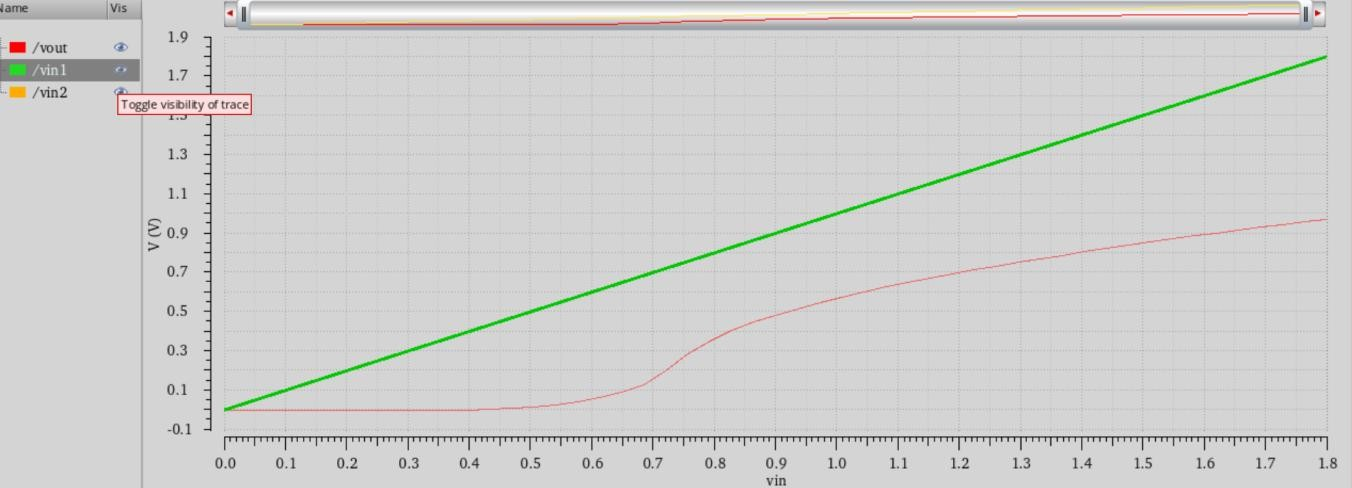 Name Vis
/vout
/vin1
/vin2
Toggle visibility of trace
1.9
1.7
1.3
1.1
0.9
0.7
0.5
0.3
0.1
-0.1
V (V)
0.0 0.1 0.2 0.3 0.4 0.5 0.6 0.7 0.8 0.9 1.0 1.1 1.2 1.3 1.4 1.5 1.6 1.7 1.8
vin